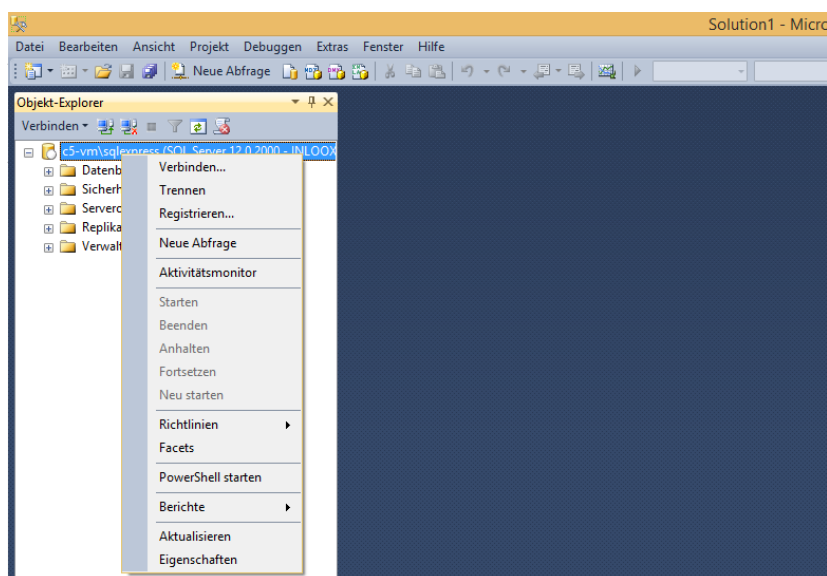 Solution1 - Micro
Datei Bearbeiten Ansicht Projekt Debuggen Extras Fenster Hilfe
Neue Abfrage
Objekt-Explorer
Verbinden
c5-vm\sqlexpress (SQL Server 12.0.2000 - INLOOX
Datenb
Sicherh
Servero
Replika
Verwalt
Verbinden...
Trennen
Registrieren...
Neue Abfrage
Aktivitätsmonitor
Starten
Beenden
Anhalten
Fortsetzen
Neu starten
Richtlinien
Facets
PowerShell starten
Berichte
Aktualisieren
Eigenschaften